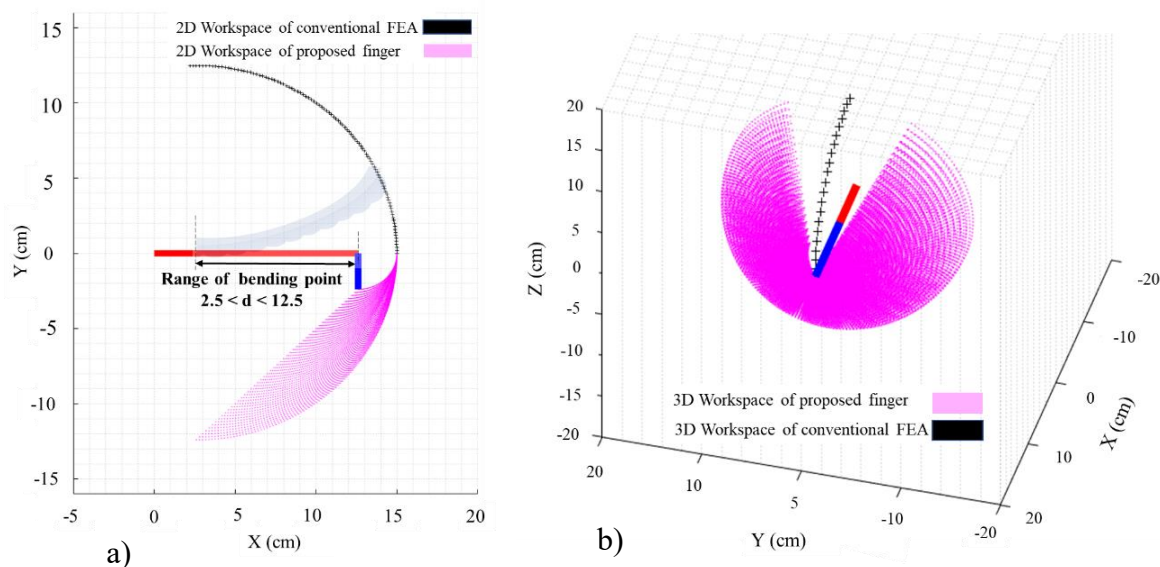 2D Workspace of conventional FEA
2D Workspace of proposed finger
Range of bending point
2.5 < d < 12.5
15
10
5
0
-5
-10
-15
Y (cm)
-5 0 5 10 15 20
X (cm)
a)
20
15
10
5
0
-5
-10
-15
-20
Z (cm)
3D Workspace of proposed finger
3D Workspace of conventional FEA
20 10 5 -10 -20
Y (cm)
-20
-10
0
10
20
X (cm)
b)